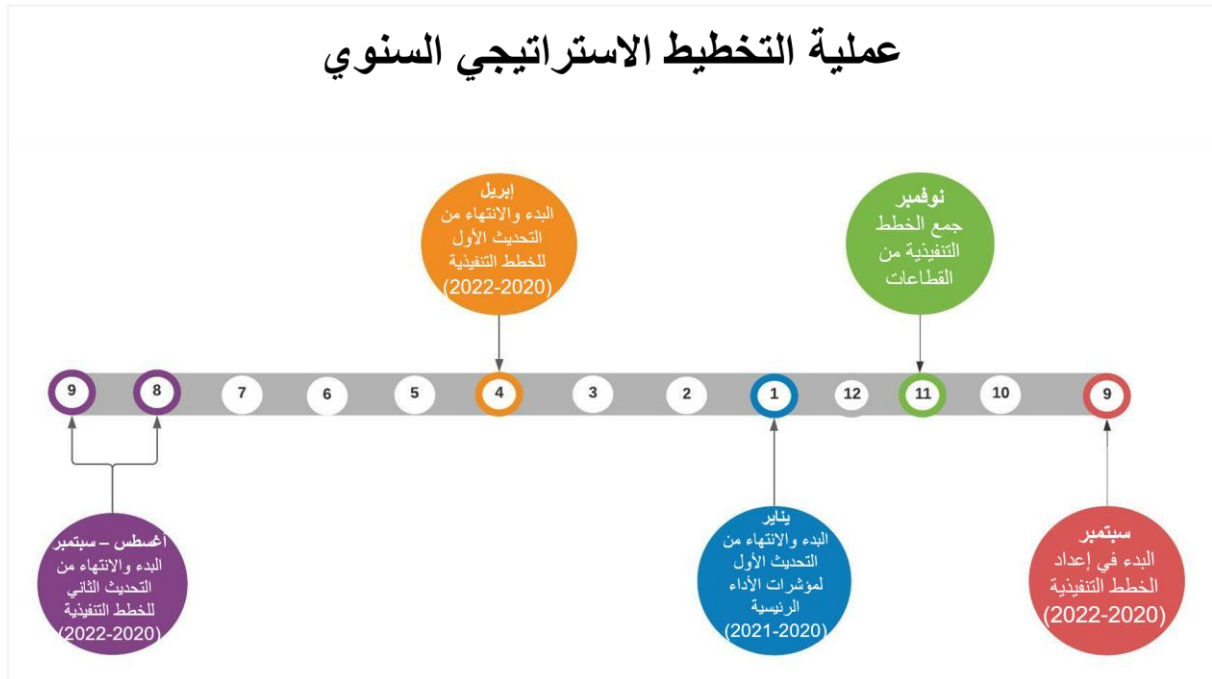 عملية التخطيط الاستراتيجي السنوي
نوفمبر
جمع الخطط
التنفيذية من
القطاعات
إبريل
البدء والانتهاء من
التحديث الأول
للخطط التنفيذية
(2020-2022)
9
10
11
12
1
2
3
4
5
6
7
8
9
سبتمبر
البدء في إعداد
الخطط التنفيذية
(2020-2022)
يناير
البدء والانتهاء من
التحديث الأول
لمؤشرات الأداء
الرئيسية
(2020-2021)
أغسطس – سبتمبر
البدء والانتهاء من
التحديث الثاني
للخطط التنفيذية
(2020-2022)